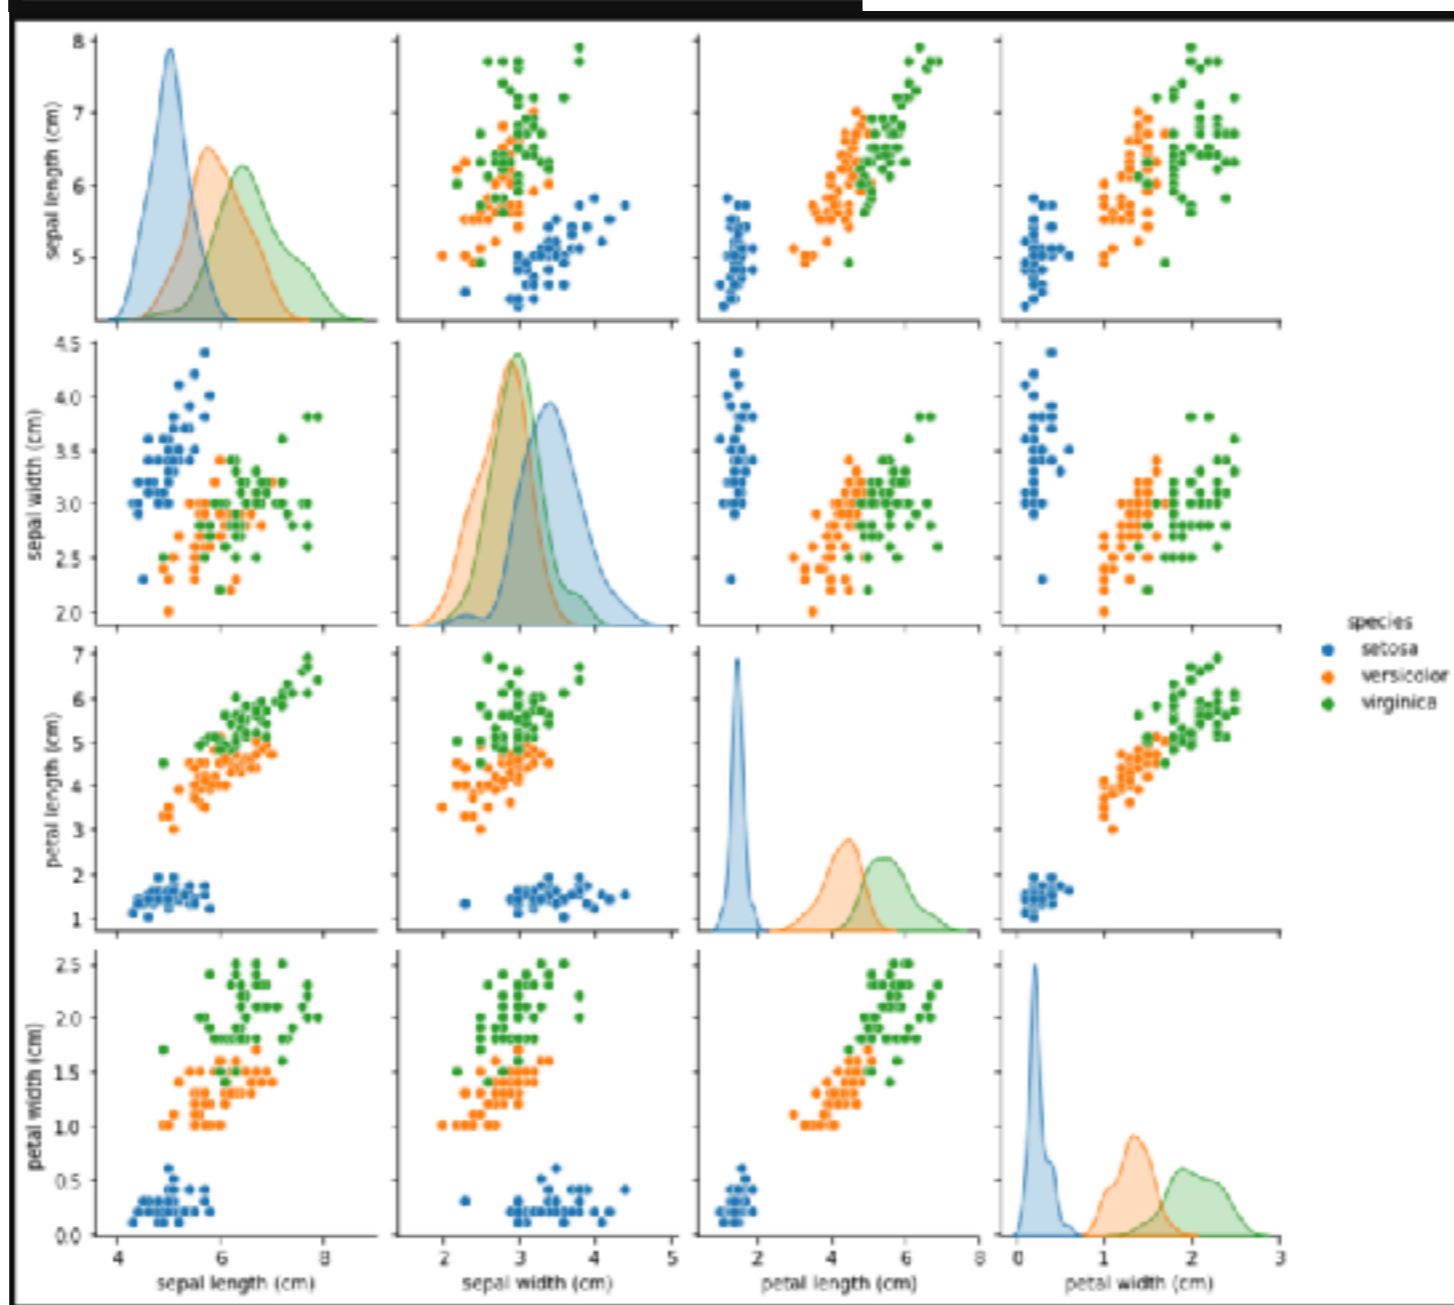 8
7
6
5
sepal length (cm)
4.5
4.0
3.5
3.0
2.5
2.0
sepal width (cm)
species
setosa
versicolor
virginica
7
6
5
4
3
2
1
petal length (cm)
2.5
2.0
1.5
1.0
0.5
0.0
petal width (cm)
4 6 8
2 3 4 5
2 4 6 8
0 1 2 3
sepal length (cm)
sepal width (cm)
petal length (cm)
petal width (cm)